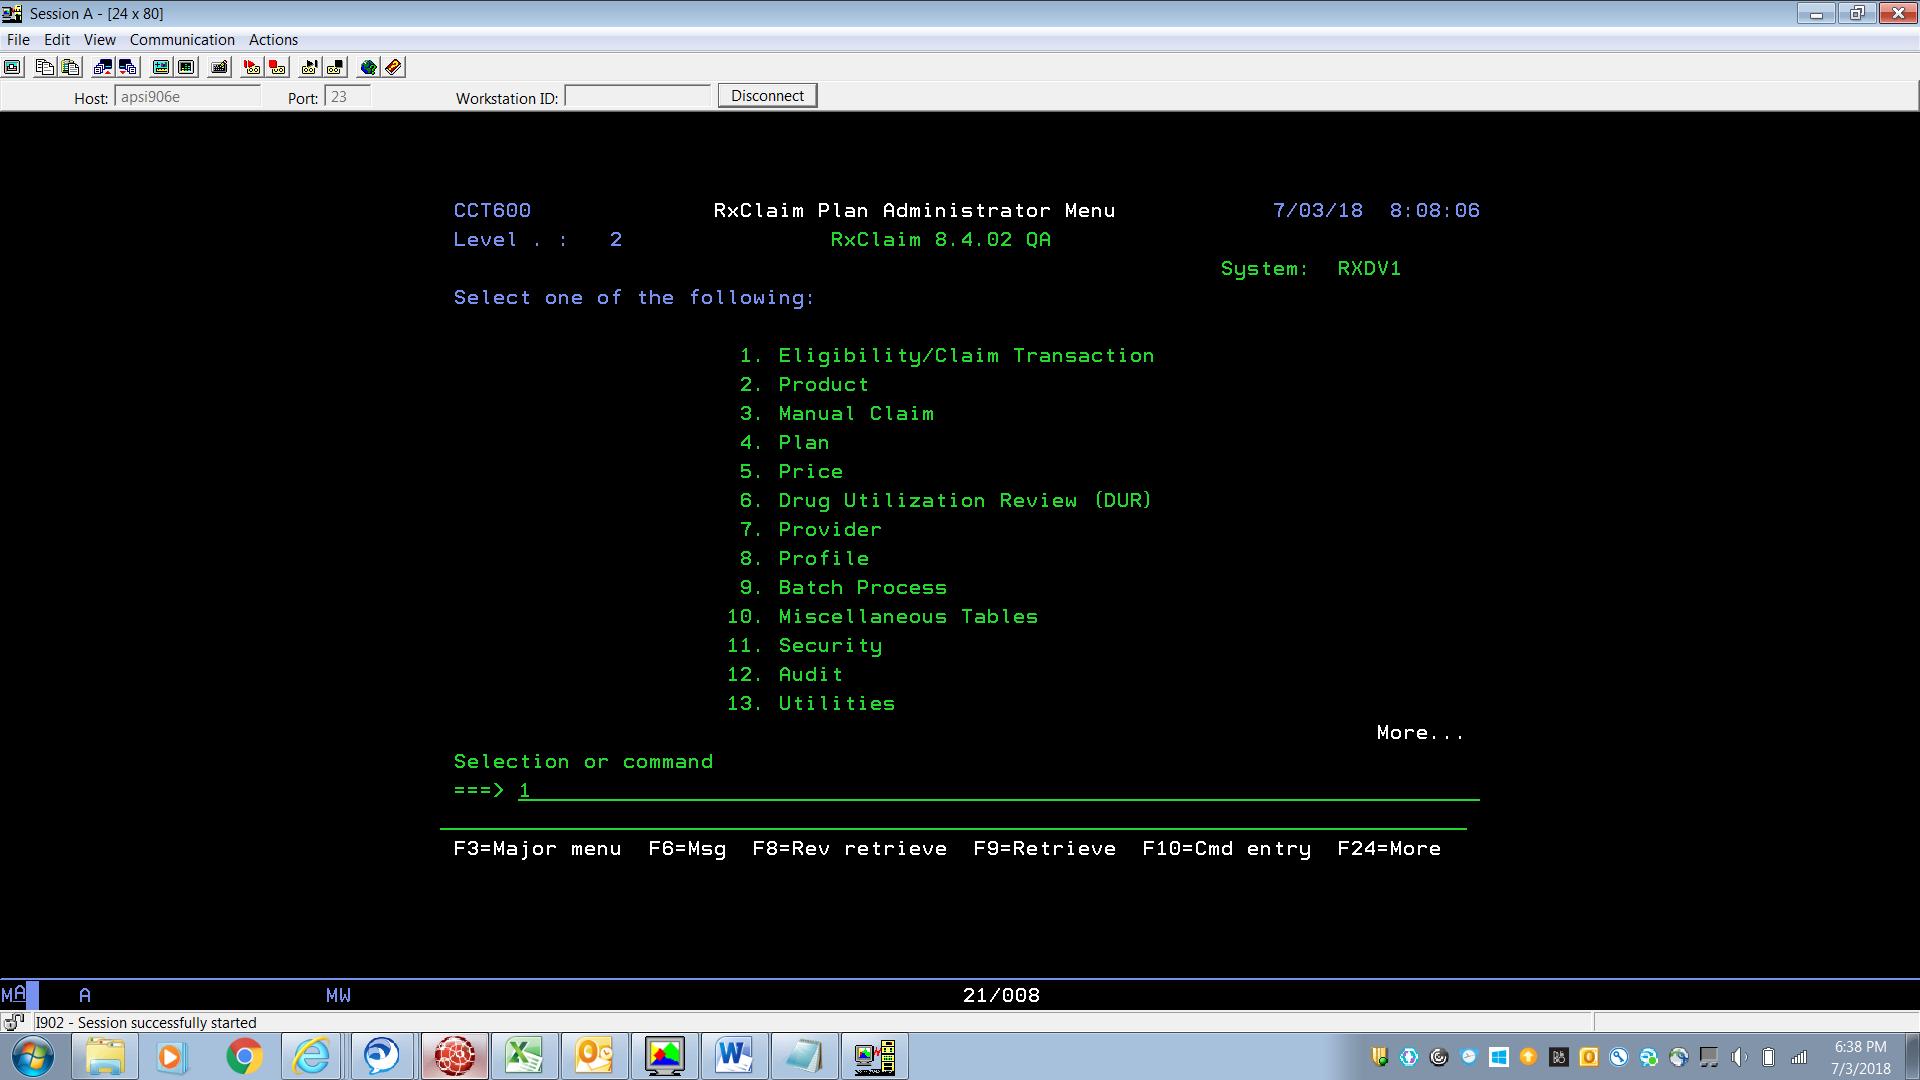 Session A - [24 x 80]
File Edit View Communication Actions
Host: apsi906e Port: 23 Workstation ID: Disconnect
CCT600 RxClaim Plan Administrator Menu 7/03/18 8:08:06
Level . : 2 RxClaim 8.4.02 QA
System: RXDV1
Select one of the following:
1. Eligibility/Claim Transaction
2. Product
3. Manual Claim
4. Plan
5. Price
6. Drug Utilization Review (DUR)
7. Provider
8. Profile
9. Batch Process
10. Miscellaneous Tables
11. Security
12. Audit
13. Utilities
More...
Selection or command
===> 1
F3=Major menu F6=Msg F8=Rev retrieve F9=Retrieve F10=Cmd entry F24=More
MA A MW 21/008
I902 - Session successfully started
6:38 PM
7/3/2018